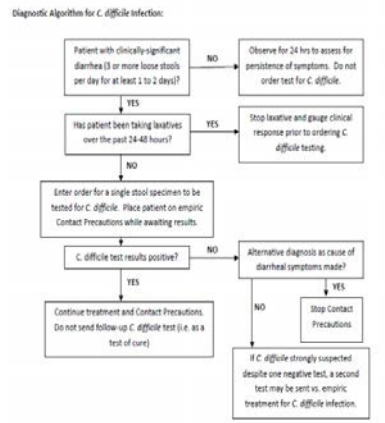 Diagnostic Algorithm for C. difficile Infection:
Patient with clinically-significant
diarrhea (3 or more loose stools
per day for at least 1 to 2 days)?
NO
Observe for 24 hrs to assess for
persistence of symptoms. Do not
order test for C. difficile.
YES
Has patient been taking laxatives
over the past 24-48 hours?
YES
Stop laxative and gauge clinical
response prior to ordering C.
difficile testing.
NO
Enter order for a single stool specimen to be
tested for C. difficile. Place patient on empiric
Contact Precautions while awaiting results.
C. difficile test results positive?
NO
Alternative diagnosis as cause of
diarrheal symptoms made?
YES
Continue treatment and Contact Precautions.
Do not send follow-up C. difficile test (i.e. as a
test of cure)
NO
YES
Stop Contact
Precautions
If C. difficile strongly suspected
despite one negative test, a second
test may be sent vs. empiric
treatment for C. difficile infection.